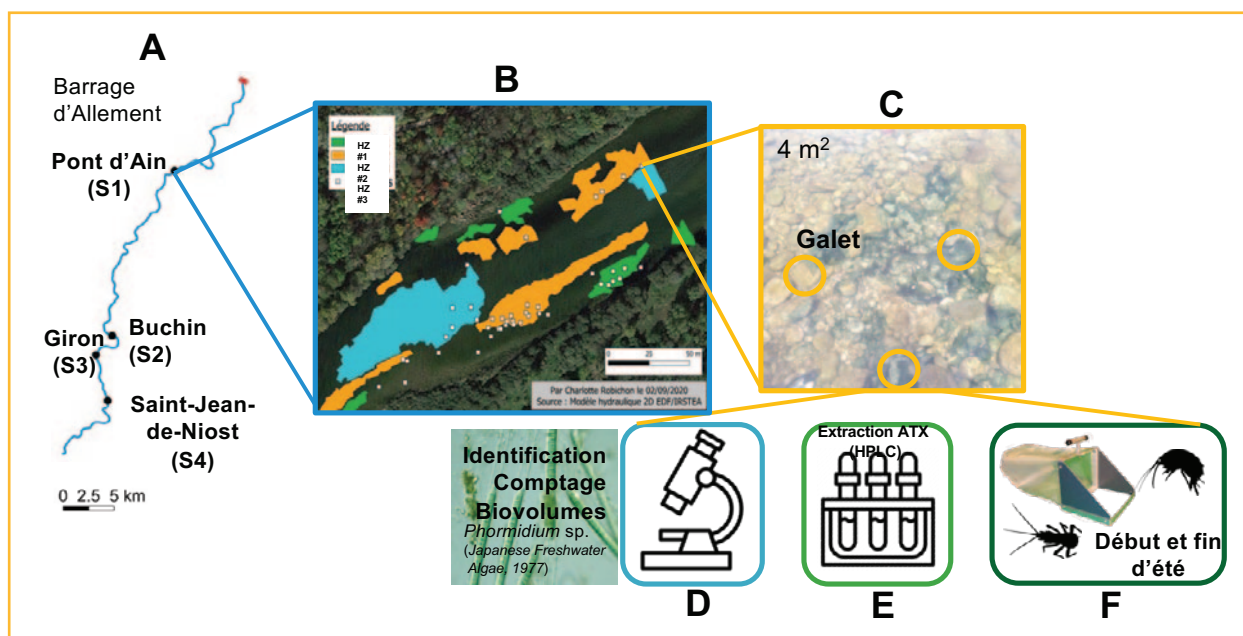 A
Barrage
d’Allement
Pont d’Ain
(S1)
Giron
(S3)
Buchin
(S2)
Saint-Jean-
de-Niost
(S4)
0 2.5 5 km
B
Légende
HZ
#1
HZ
#2
HZ
#3
0 25 50 m
Par Charlotte Robichon le 02/09/2020
Source : Modèle hydraulique 2D EDF/IRSTEA
C
4 m²
Galet
Identification
Comptage
Biovolumes
Phormidium sp.
(Japanese Freshwater
Algae, 1977)
D
Extraction ATX
(HPLC)
E
Début et fin
d’été
F